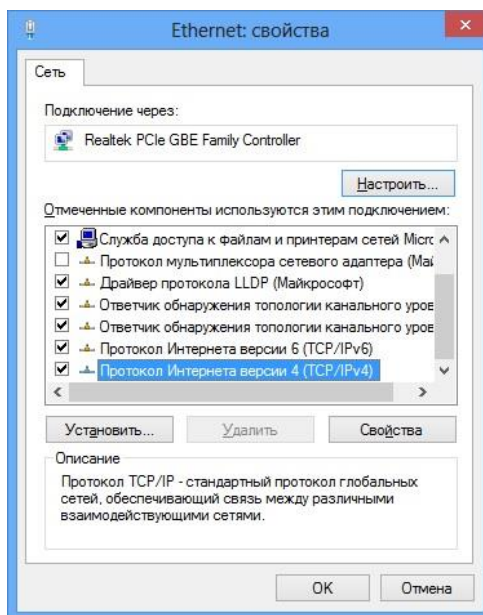 Ethernet: свойства
Сеть
Подключение через:
Realtek PCIe GBE Family Controller
Настроить...
Отмеченные компоненты используются этим подключением:
Служба доступа к файлам и принтерам сетей Micro
Протокол мультиплексора сетевого адаптера (Май
Драйвер протокола LLDP (Майкрософт)
Ответчик обнаружения топологии канального уров
Ответчик обнаружения топологии канального уров
Протокол Интернета версии 6 (TCP/IPv6)
Протокол Интернета версии 4 (TCP/IPv4)
Установить...
Удалить
Свойства
Описание
Протокол TCP/IP - стандартный протокол глобальных
сетей, обеспечивающий связь между различными
взаимодействующими сетями.
OK
Отмена